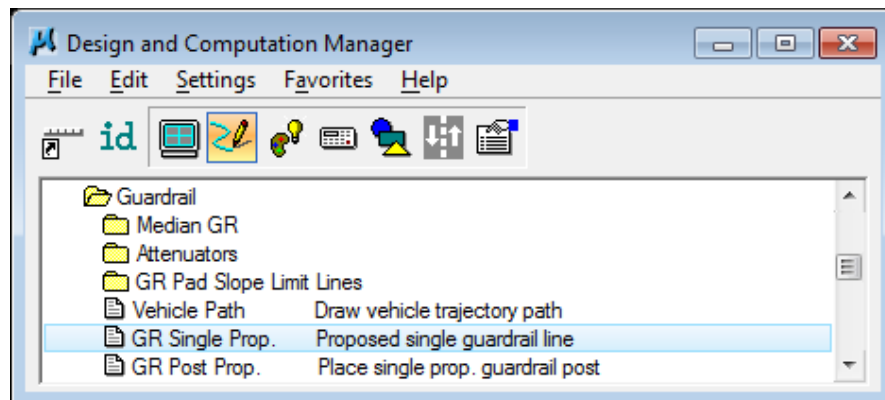 Design and Computation Manager
File Edit Settings Favorites Help
id
Guardrail
Median GR
Attenuators
GR Pad Slope Limit Lines
Vehicle Path Draw vehicle trajectory path
GR Single Prop. Proposed single guardrail line
GR Post Prop. Place single prop. guardrail post